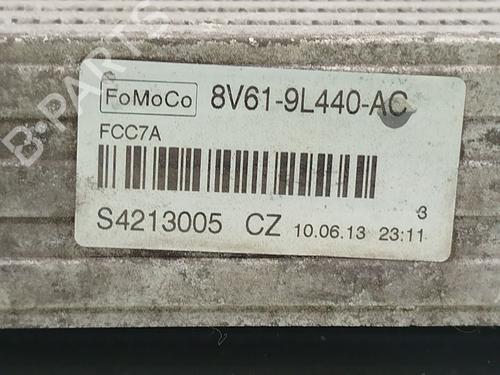 B-PARTS
FoMoCo 8V61-9L440-AC
FCC7A
3
S4213005 CZ 10.06.13 23:11